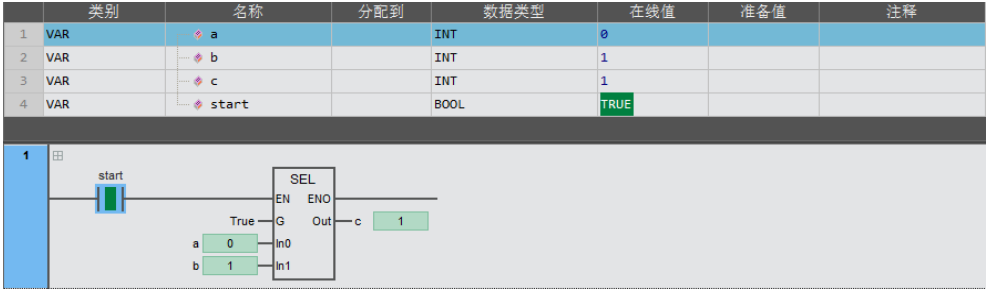 类别 名称 分配到 数据类型 在线值 准备值 注释
1 VAR a INT 0
2 VAR b INT 1
3 VAR c INT 1
4 VAR start BOOL TRUE
1
start
SEL
EN ENO
True G Out c 1
a 0 In0
b 1 In1